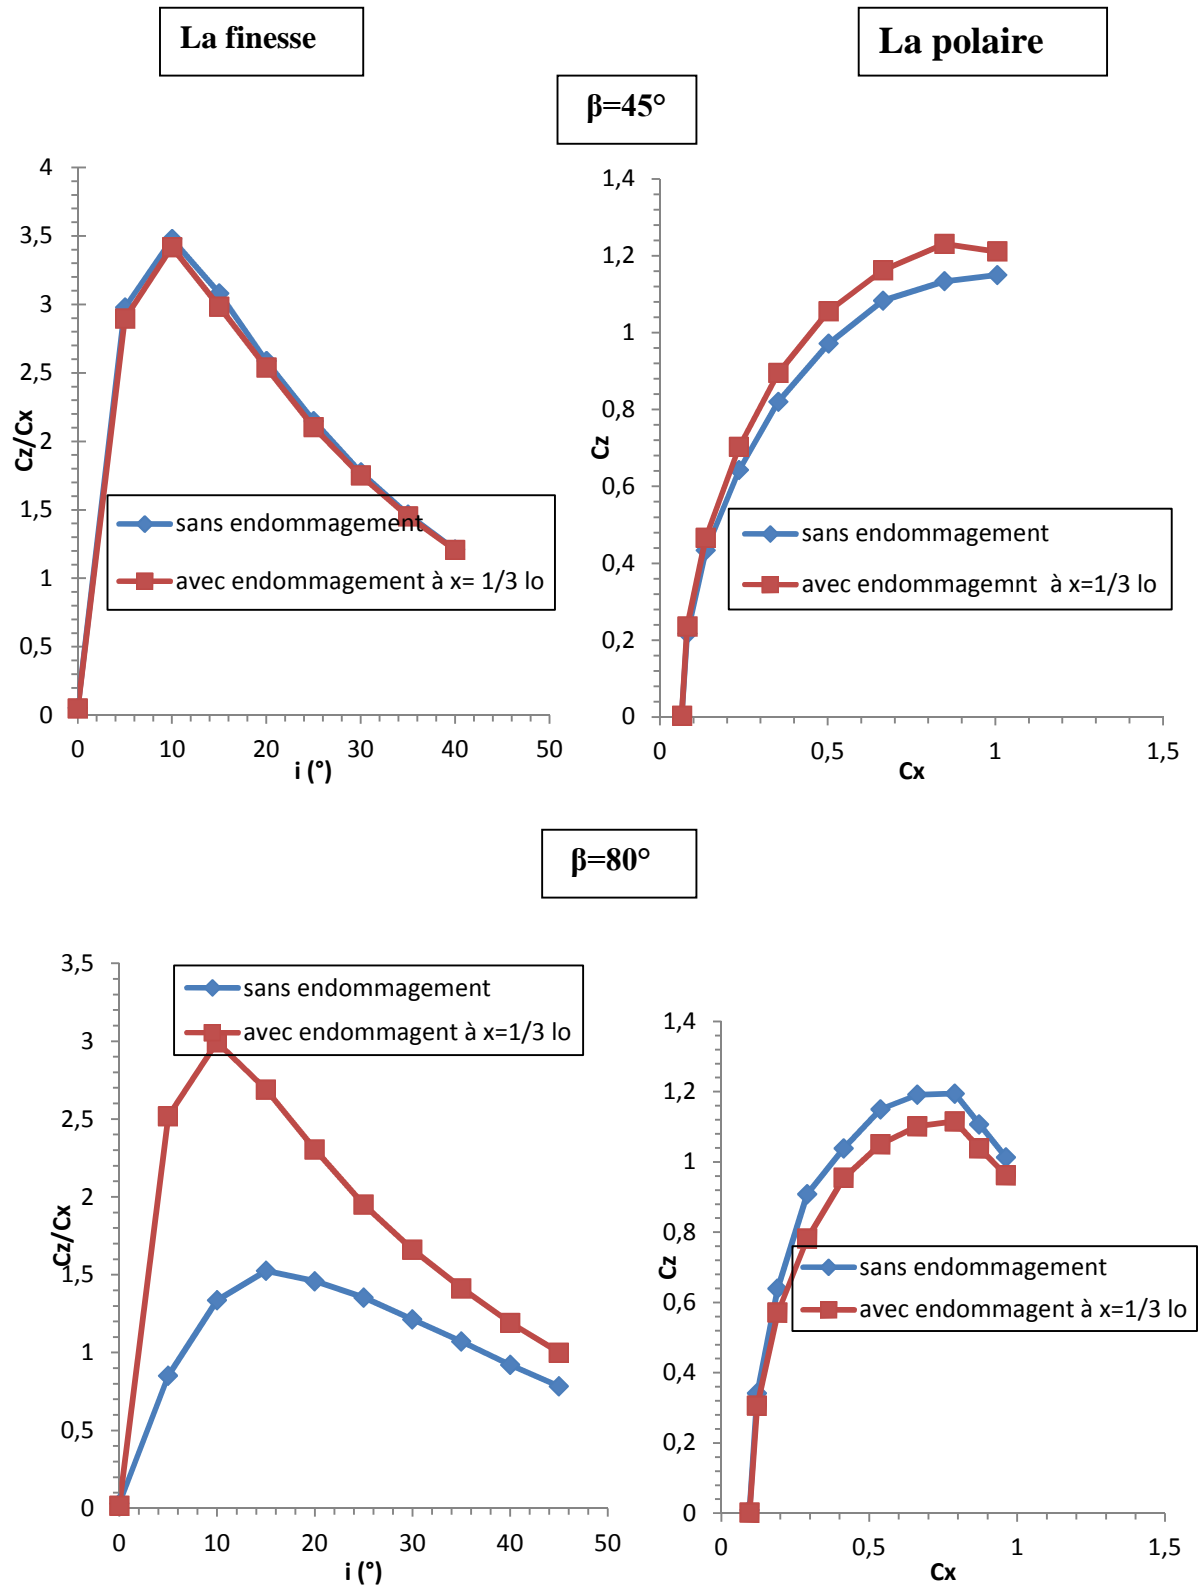 La finesse
La polaire
β=45°
4
3,5
3
2,5
2
1,5
1
0,5
0
Cz/Cx
sans endommagement
avec endommagement à x= 1/3 lo
0 10 20 30 40 50
i (°)
1,4
1,2
1
0,8
0,6
0,4
0,2
0
Cz
sans endommagement
avec endommagemnt à x=1/3 lo
0 0,5 1 1,5
Cx
β=80°
3,5
3
2,5
2
1,5
1
0,5
0
Cz/Cx
sans endommagement
avec endommagent à x=1/3 lo
0 10 20 30 40 50
i (°)
1,4
1,2
1
0,8
0,6
0,4
0,2
0
Cz
sans endommagement
avec endommagent à x=1/3 lo
0 0,5 1 1,5
Cx